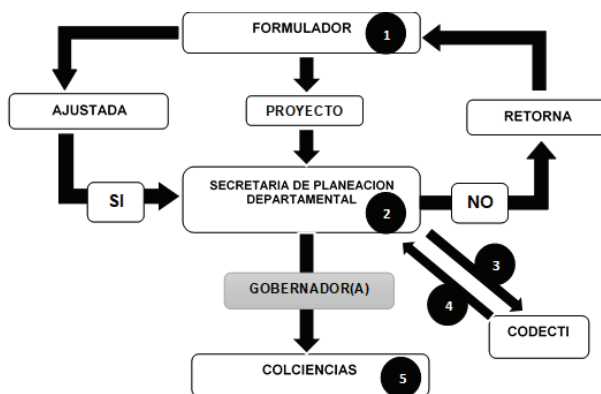 FORMULADOR
1
AJUSTADA
PROYECTO
RETORNA
SI
SECRETARIA DE PLANEACION
DEPARTAMENTAL
2
NO
3
4
GOBERNADOR(A)
CODECTI
COLCIENCIAS
5